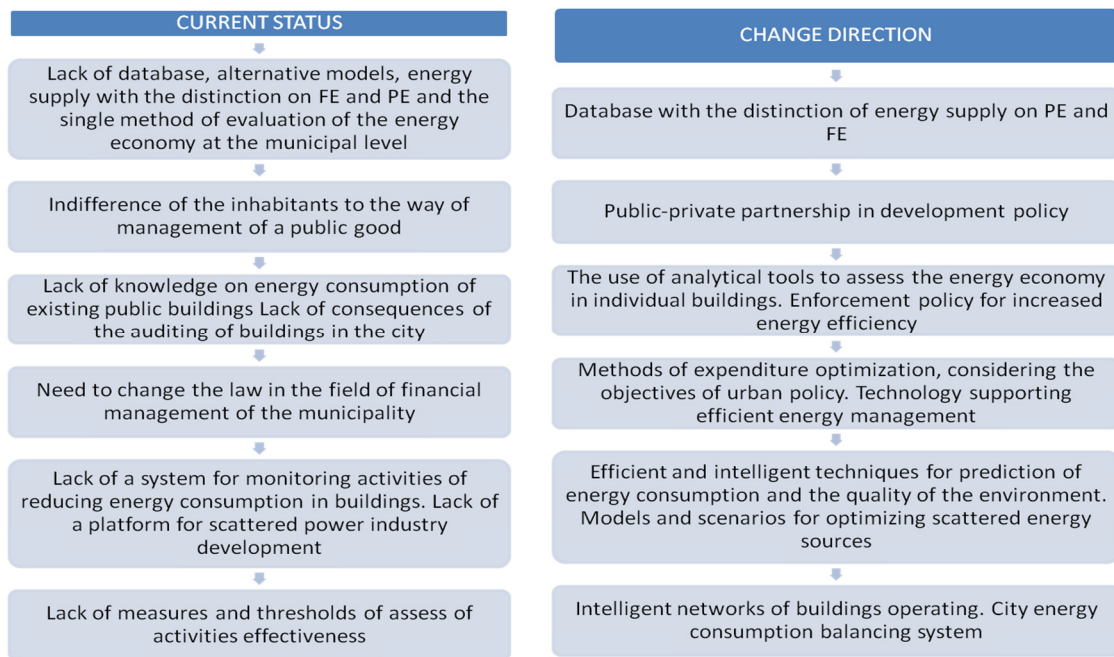 CURRENT STATUS
Lack of database, alternative models, energy
supply with the distinction on FE and PE and the
single method of evaluation of the energy
economy at the municipal level
Indifference of the inhabitants to the way of
management of a public good
Lack of knowledge on energy consumption of
existing public buildings Lack of consequences of
the auditing of buildings in the city
Need to change the law in the field of financial
management of the municipality
Lack of a system for monitoring activities of
reducing energy consumption in buildings. Lack of
a platform for scattered power industry
development
Lack of measures and thresholds of assess of
activities effectiveness
CHANGE DIRECTION
Database with the distinction of energy supply on PE and
FE
Public-private partnership in development policy
The use of analytical tools to assess the energy economy
in individual buildings. Enforcement policy for increased
energy efficiency
Methods of expenditure optimization, considering the
objectives of urban policy. Technology supporting
efficient energy management
Efficient and intelligent techniques for prediction of
energy consumption and the quality of the environment.
Models and scenarios for optimizing scattered energy
sources
Intelligent networks of buildings operating. City energy
consumption balancing system